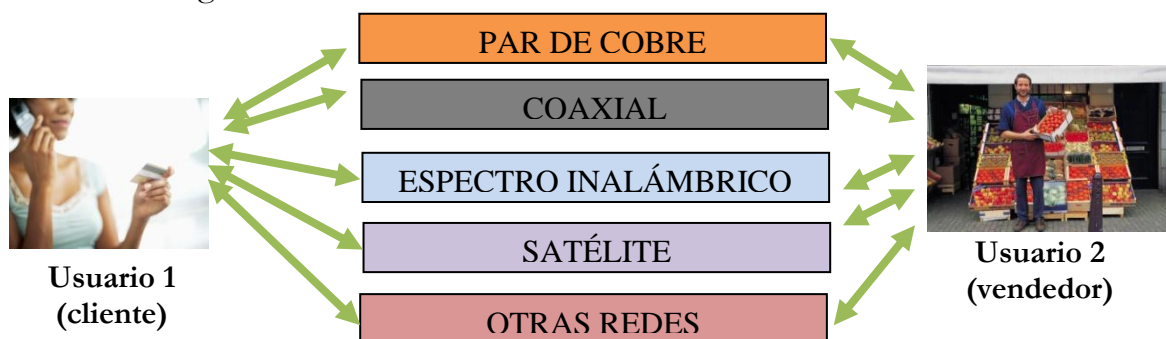 PAR DE COBRE
COAXIAL
ESPECTRO INALÁMBRICO
SATÉLITE
OTRAS REDES
Usuario 1
(cliente)
Usuario 2
(vendedor)